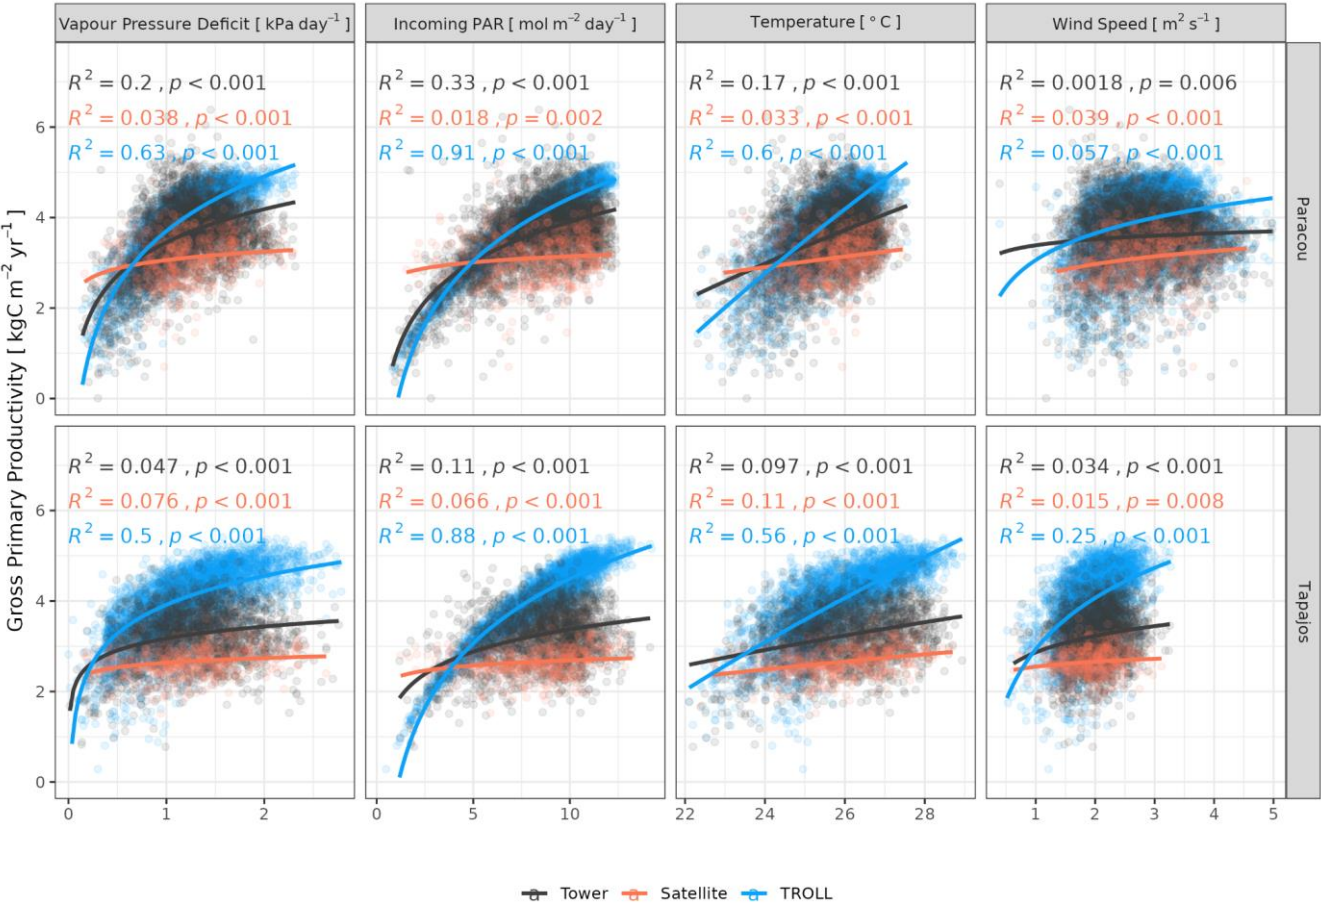 Vapour Pressure Deficit [ kPa day⁻¹ ]
Incoming PAR [ mol m⁻² day⁻¹ ]
Temperature [ ° C ]
Wind Speed [ m² s⁻¹ ]
Gross Primary Productivity [ kgC m⁻² yr⁻¹ ]
R² = 0.2 , p < 0.001
R² = 0.038 , p < 0.001
R² = 0.63 , p < 0.001
R² = 0.33 , p < 0.001
R² = 0.018 , p = 0.002
R² = 0.91 , p < 0.001
R² = 0.17 , p < 0.001
R² = 0.033 , p < 0.001
R² = 0.6 , p < 0.001
R² = 0.0018 , p = 0.006
R² = 0.039 , p < 0.001
R² = 0.057 , p < 0.001
Paracou
6
4
2
0
R² = 0.047 , p < 0.001
R² = 0.076 , p < 0.001
R² = 0.5 , p < 0.001
R² = 0.11 , p < 0.001
R² = 0.066 , p < 0.001
R² = 0.88 , p < 0.001
R² = 0.097 , p < 0.001
R² = 0.11 , p < 0.001
R² = 0.56 , p < 0.001
R² = 0.034 , p < 0.001
R² = 0.015 , p = 0.008
R² = 0.25 , p < 0.001
Tapajos
6
4
2
0
0 1 2
0 5 10
22 24 26 28
1 2 3 4 5
a Tower a Satellite a TROLL